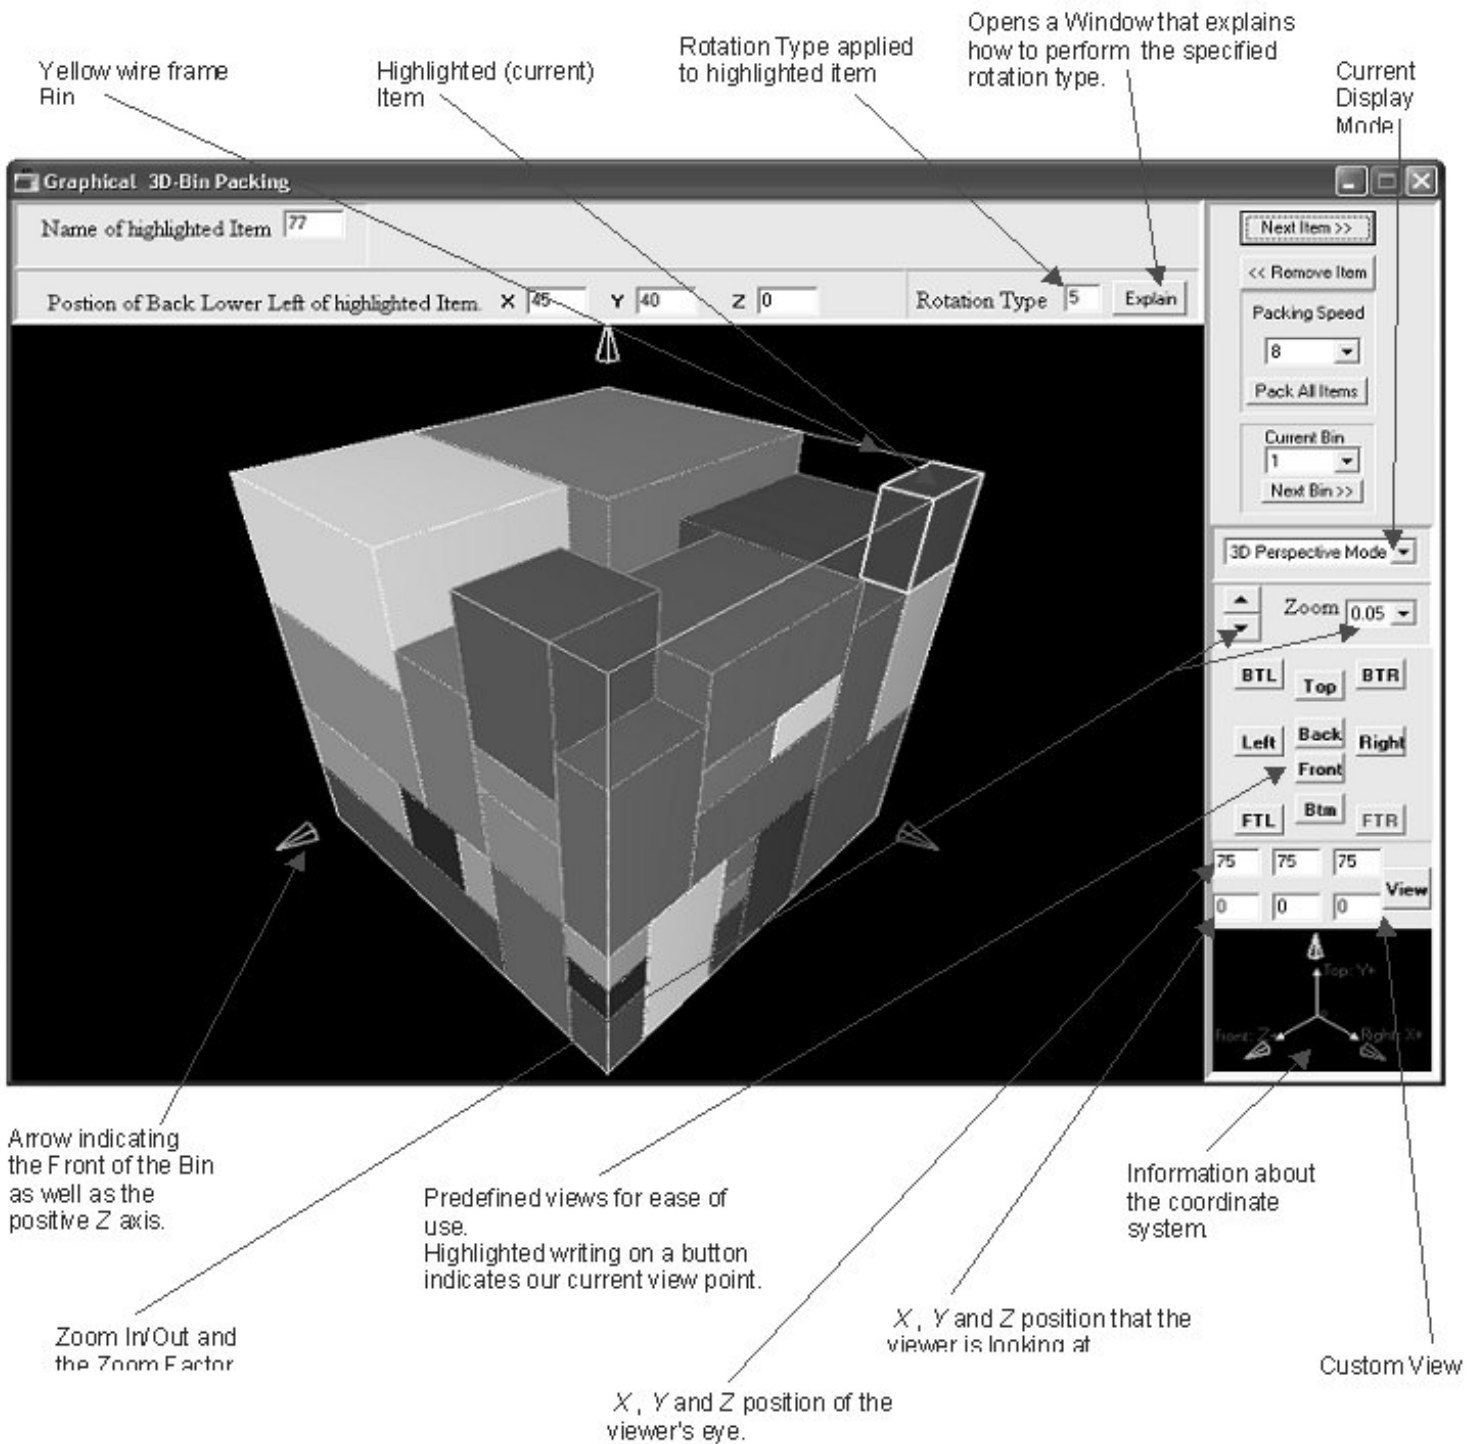 Opens a Window that explains
how to perform the specified
rotation type.
Rotation Type applied
to highlighted item
Yellow wire frame
Bin
Highlighted (current)
Item
Current
Display
Mode
Graphical 3D-Bin Packing
Name of highlighted Item 77
Postion of Back Lower Left of highlighted Item. X 45 Y 40 Z 0
Rotation Type 5 Explain
Next Item >>
<< Remove Item
Packing Speed
8
Pack All Items
Current Bin
1
Next Bin >>
3D Perspective Mode
Zoom 0.05
BTL Top BTR
Left Back Right
Front
FTL Btm FTR
75 75 75
View
0 0 0
Top: Y+
Front: Z+ Right: X+
Arrow indicating
the Front of the Bin
as well as the
positive Z axis.
Predefined views for ease of
use.
Highlighted writing on a button
indicates our current view point.
Information about
the coordinate
system.
Zoom In/Out and
the Zoom Factor
X, Y and Z position that the
viewer is looking at
Custom View
X, Y and Z position of the
viewer's eye.